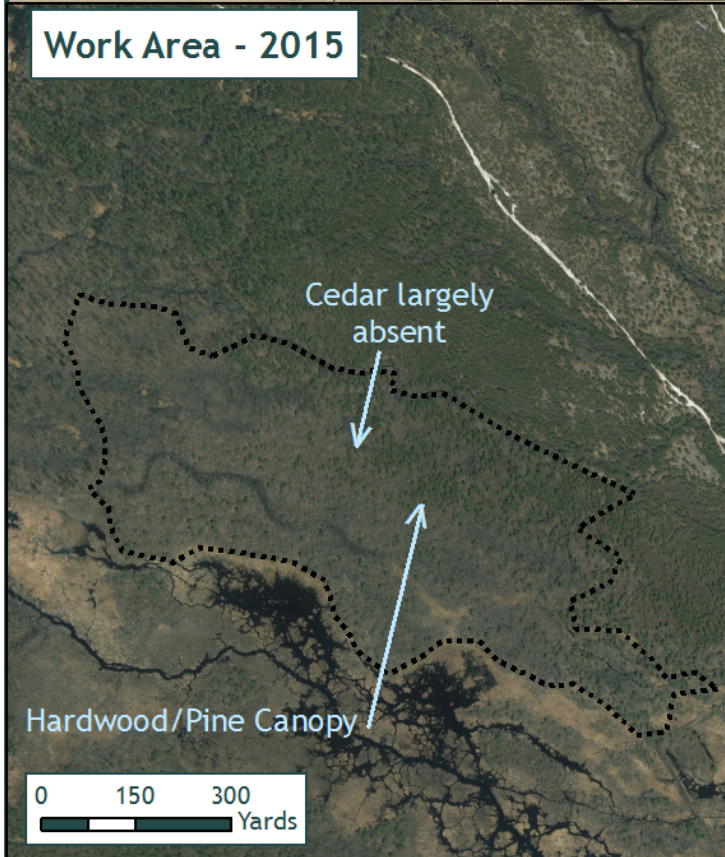 Work Area - 2015
Cedar largely
absent
Hardwood/Pine Canopy
0 150 300
Yards